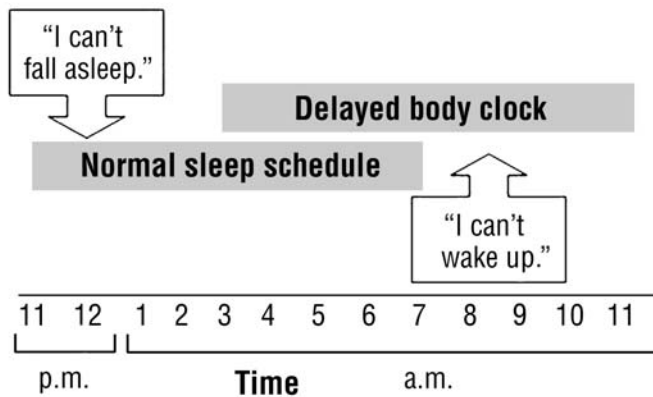 “I can’t
fall asleep.”
Delayed body clock
Normal sleep schedule
“I can’t
wake up.”
11 12 1 2 3 4 5 6 7 8 9 10 11
p.m. Time a.m.